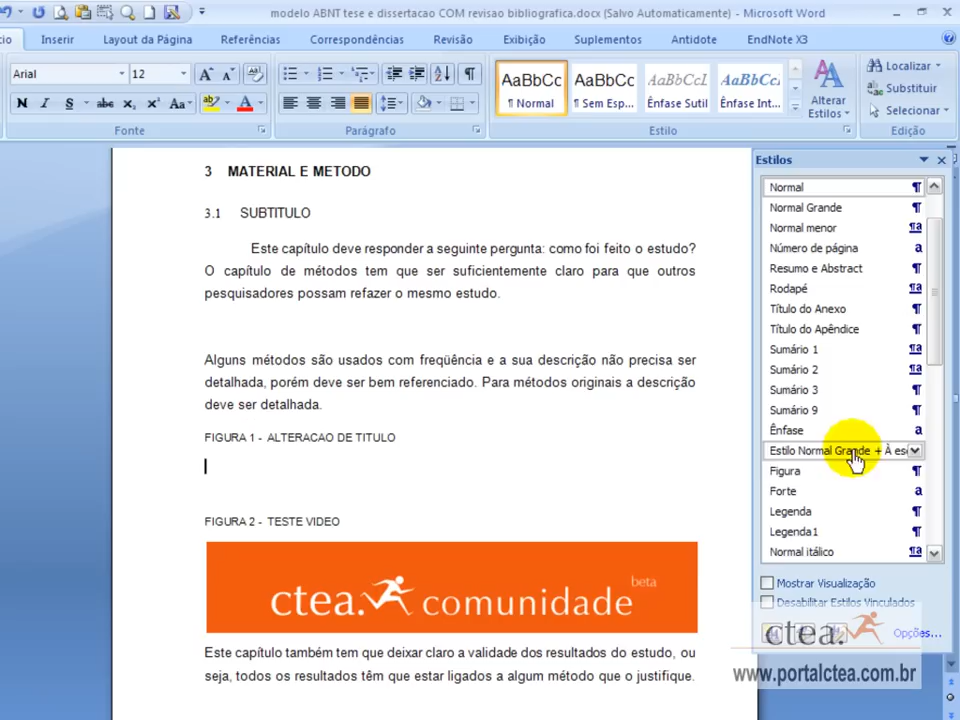 modelo ABNT tese e dissertacao COM revisao bibliografica.docx (Salvo Automaticamente) - Microsoft Word
io Inserir Layout da Página Referências Correspondências Revisão Exibição Suplementos Antidote EndNote X3
Arial 12
AaBbCc AaBbCc AaBbCcI AaBbCcI
¶ Normal ¶ Sem Esp... Ênfase Sutil Ênfase Int...
Alterar
Estilos
Localizar
Substituir
Selecionar
N I S abc x₂ x² Aa
Fonte Parágrafo Estilo Edição
3 MATERIAL E METODO
3.1 SUBTITULO
Este capítulo deve responder a seguinte pergunta: como foi feito o estudo?
O capítulo de métodos tem que ser suficientemente claro para que outros
pesquisadores possam refazer o mesmo estudo.
Alguns métodos são usados com freqüência e a sua descrição não precisa ser
detalhada, porém deve ser bem referenciado. Para métodos originais a descrição
deve ser detalhada.
FIGURA 1 - ALTERACAO DE TITULO
FIGURA 2 - TESTE VIDEO
ctea. comunidade beta
Este capítulo também tem que deixar claro a validade dos resultados do estudo, ou
seja, todos os resultados têm que estar ligados a algum método que o justifique.
Estilos
Normal ¶
Normal Grande ¶
Normal menor ¶a
Número de página a
Resumo e Abstract ¶
Rodapé ¶a
Título do Anexo ¶
Título do Apêndice ¶
Sumário 1 ¶a
Sumário 2 ¶a
Sumário 3 ¶
Sumário 9 ¶
Ênfase a
Estilo Normal Grande + À es
Figura ¶
Forte a
Legenda ¶
Legenda1 ¶
Normal itálico ¶a
Mostrar Visualização
Desabilitar Estilos Vinculados
Opções...
ctea.
www.portalctea.com.br